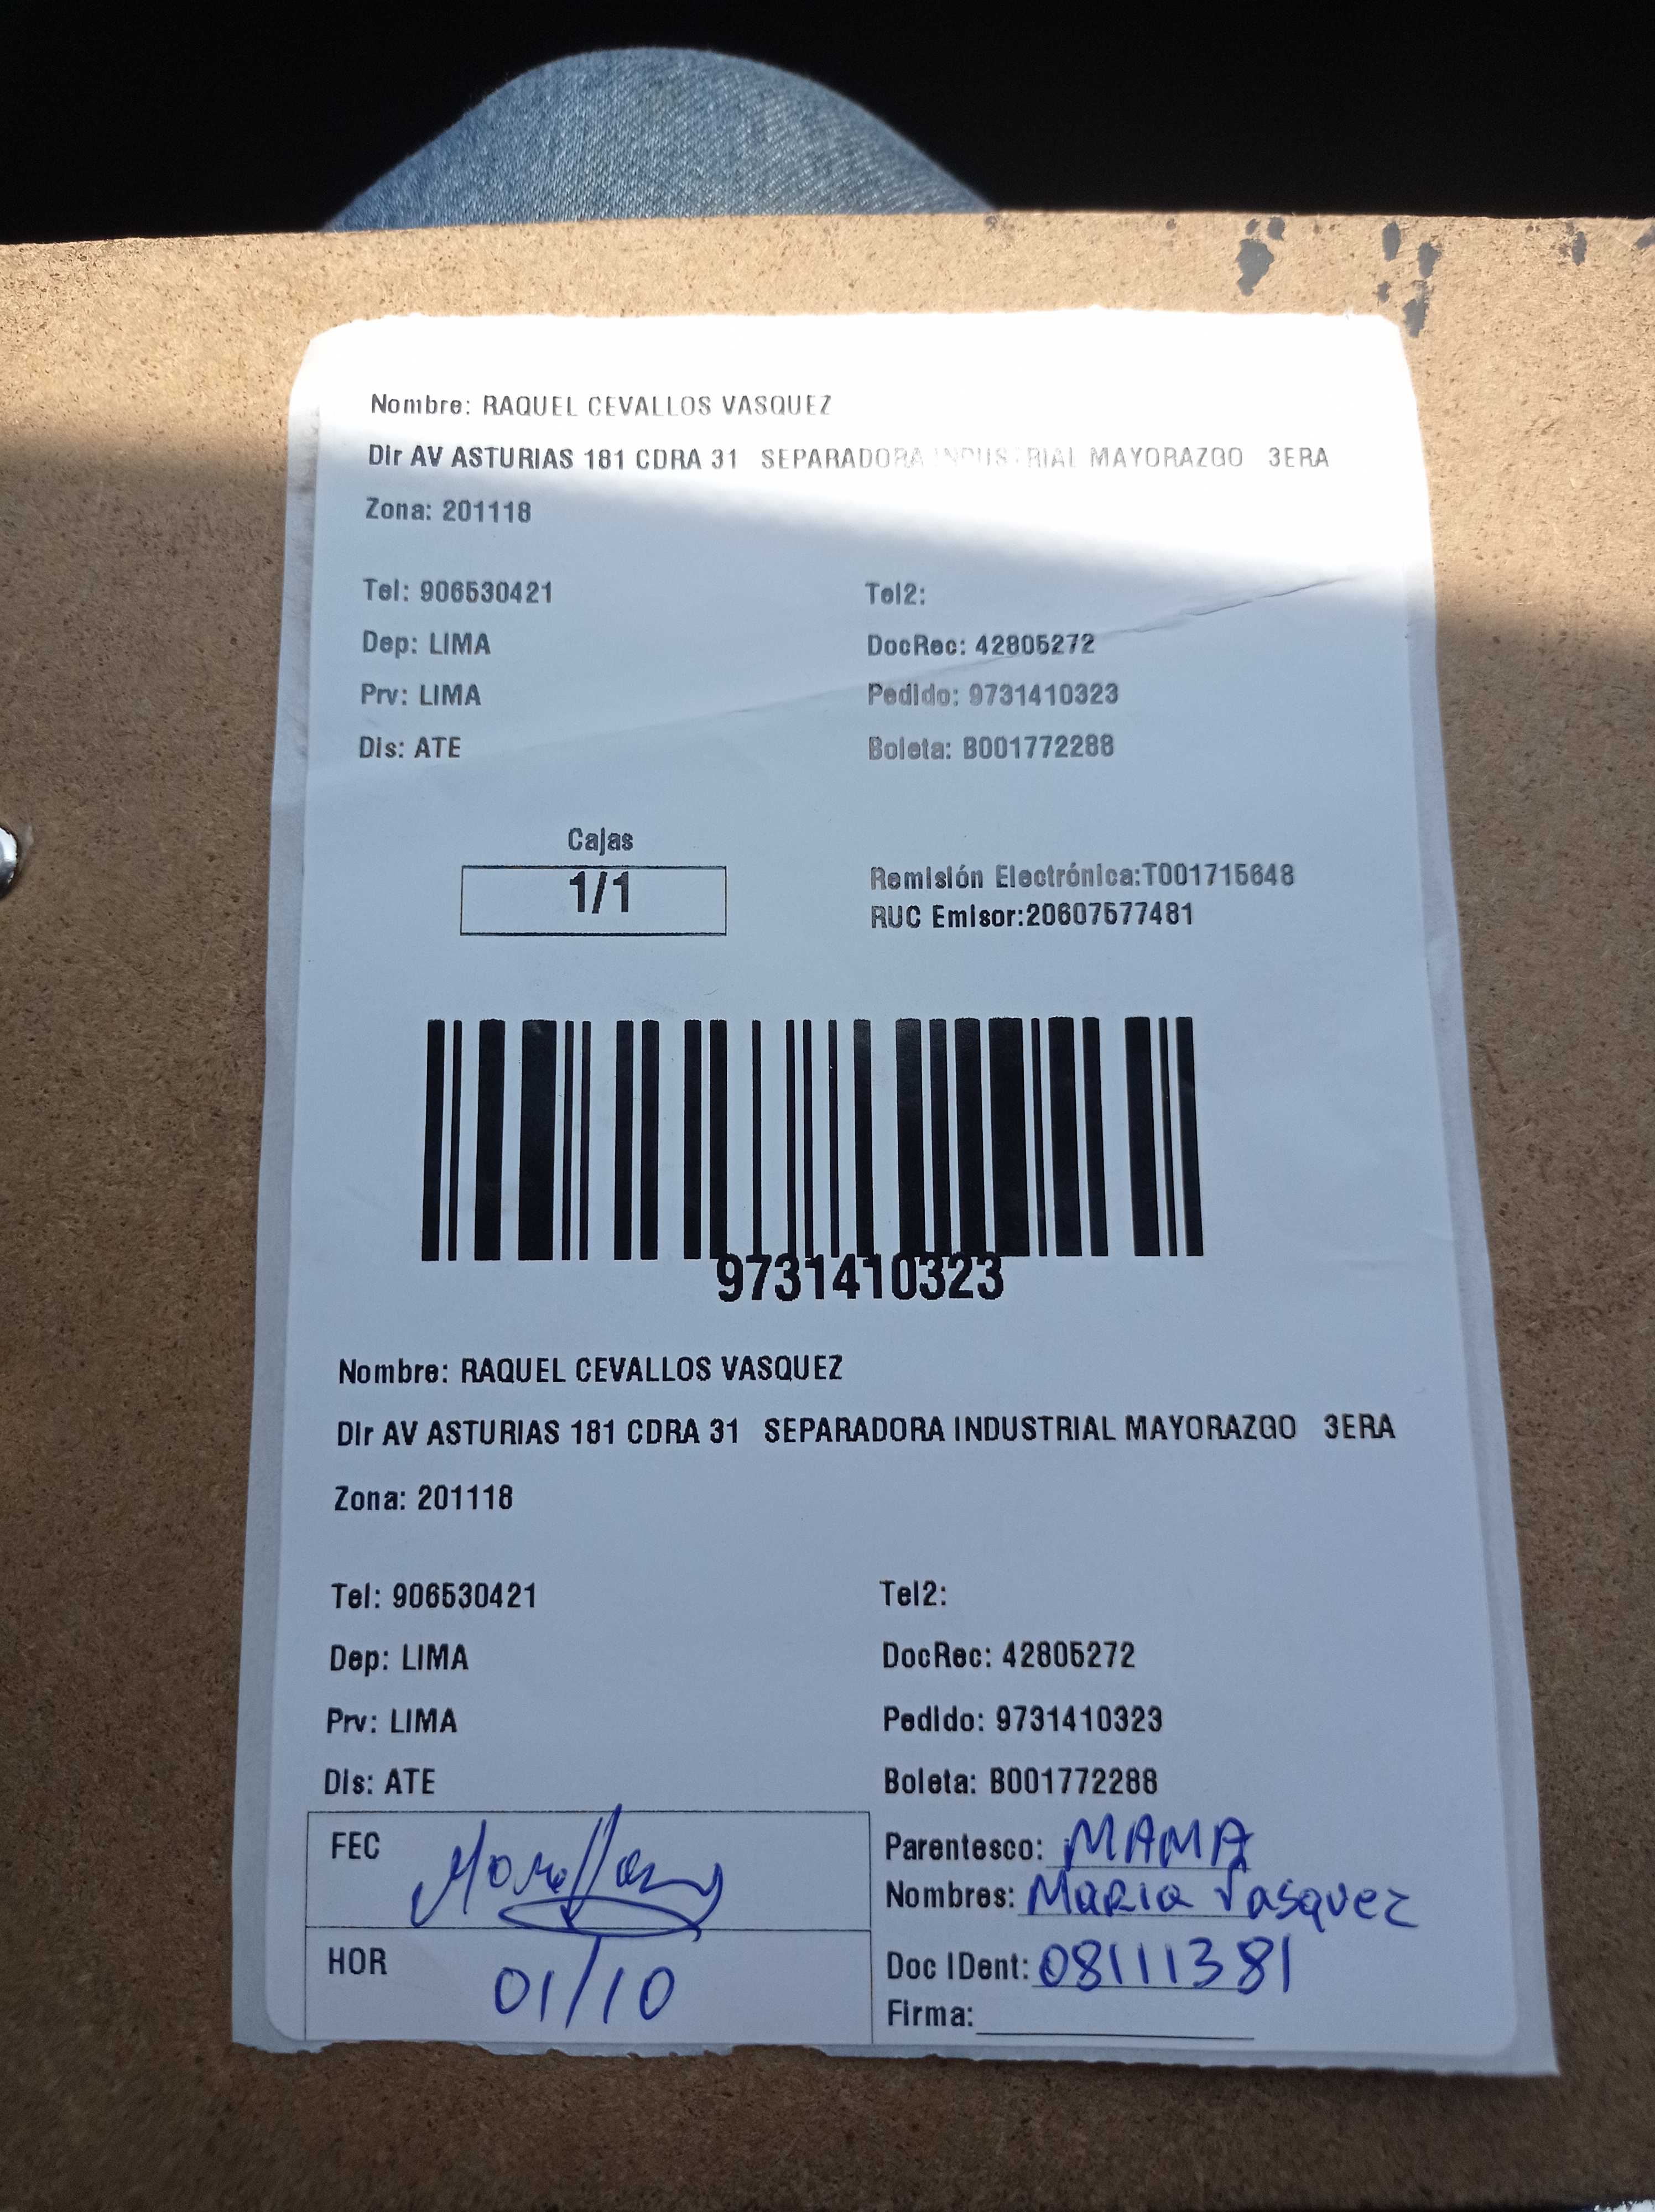 Nombre: RAQUEL CEVALLOS VASQUEZ
Dir AV ASTURIAS 181 CDRA 31 SEPARADORA INDUSTRIAL MAYORAZGO 3ERA
Zona: 201118
Tel: 906530421 Tel2:
Dep: LIMA DocRec: 42805272
Prv: LIMA Pedido: 9731410323
Dis: ATE Boleta: B001772288
Cajas
1/1
Remisión Electrónica:T001715648
RUC Emisor:20607577481
9731410323
Nombre: RAQUEL CEVALLOS VASQUEZ
Dir AV ASTURIAS 181 CDRA 31 SEPARADORA INDUSTRIAL MAYORAZGO 3ERA
Zona: 201118
Tel: 906530421 Tel2:
Dep: LIMA DocRec: 42805272
Prv: LIMA Pedido: 9731410323
Dis: ATE Boleta: B001772288
FEC Parentesco: MAMA
Nombres: Maria Vasquez
HOR 01/10 Doc IDent: 08111381
Firma: